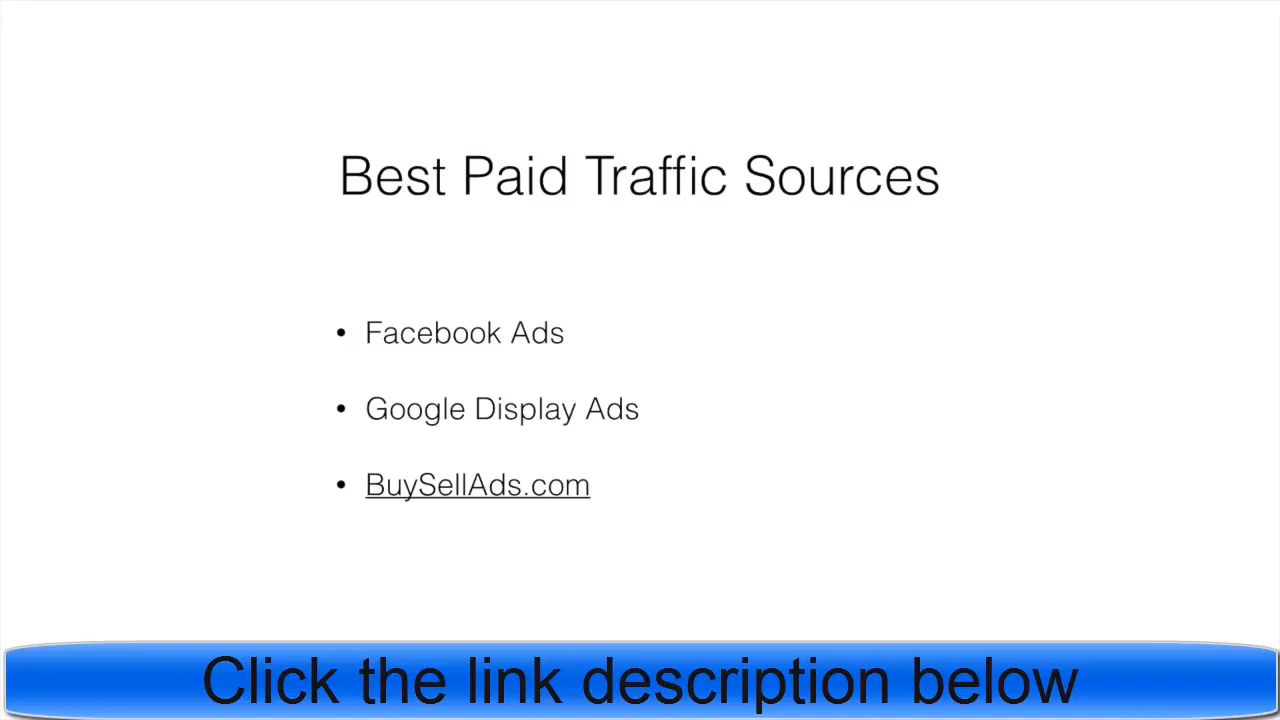 Best Paid Traffic Sources
• Facebook Ads
• Google Display Ads
• BuySellAds.com
Click the link description below